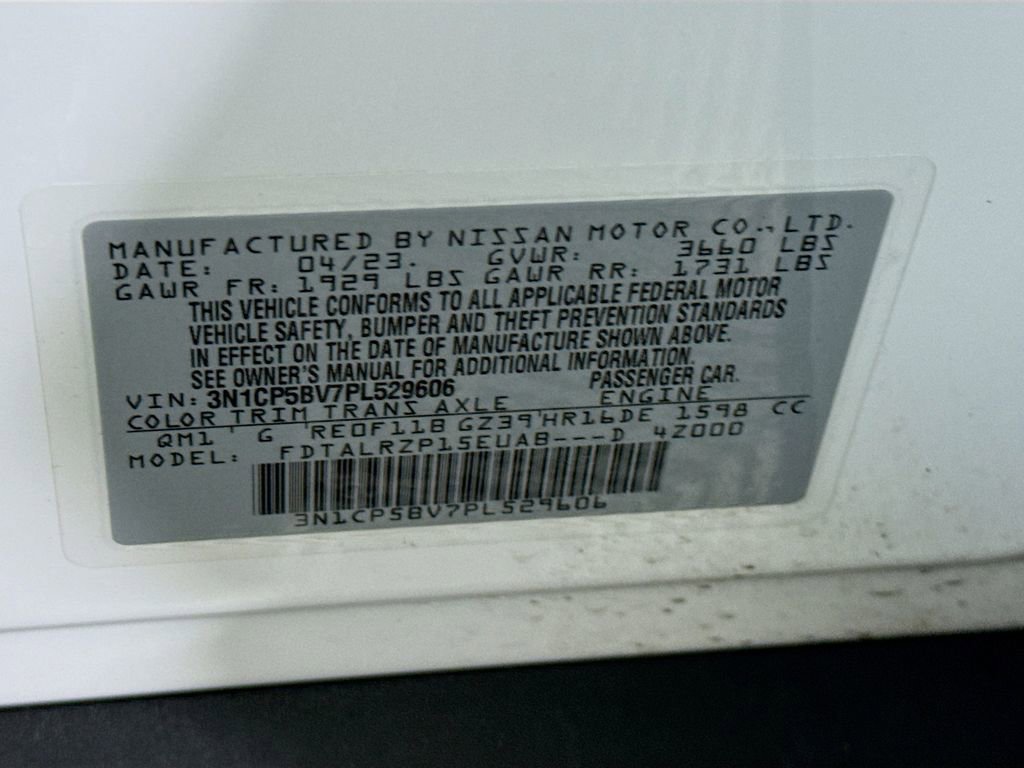 MANUFACTURED BY NISSAN MOTOR CO., LTD.
DATE: 04/23. GVWR: 3660 LBS
GAWR FR: 1929 LBS GAWR RR: 1731 LBS
THIS VEHICLE CONFORMS TO ALL APPLICABLE FEDERAL MOTOR
VEHICLE SAFETY, BUMPER AND THEFT PREVENTION STANDARDS
IN EFFECT ON THE DATE OF MANUFACTURE SHOWN ABOVE.
SEE OWNER'S MANUAL FOR ADDITIONAL INFORMATION.
VIN: 3N1CP5BV7PL529606 PASSENGER CAR.
COLOR TRIM TRANS AXLE ENGINE
QM1 ' G ' RE0F11B GZ39 ' HR16DE 1598 CC
MODEL: FDTALRZP15EUAB---D 4Z000
3N1CP5BV7PL529606